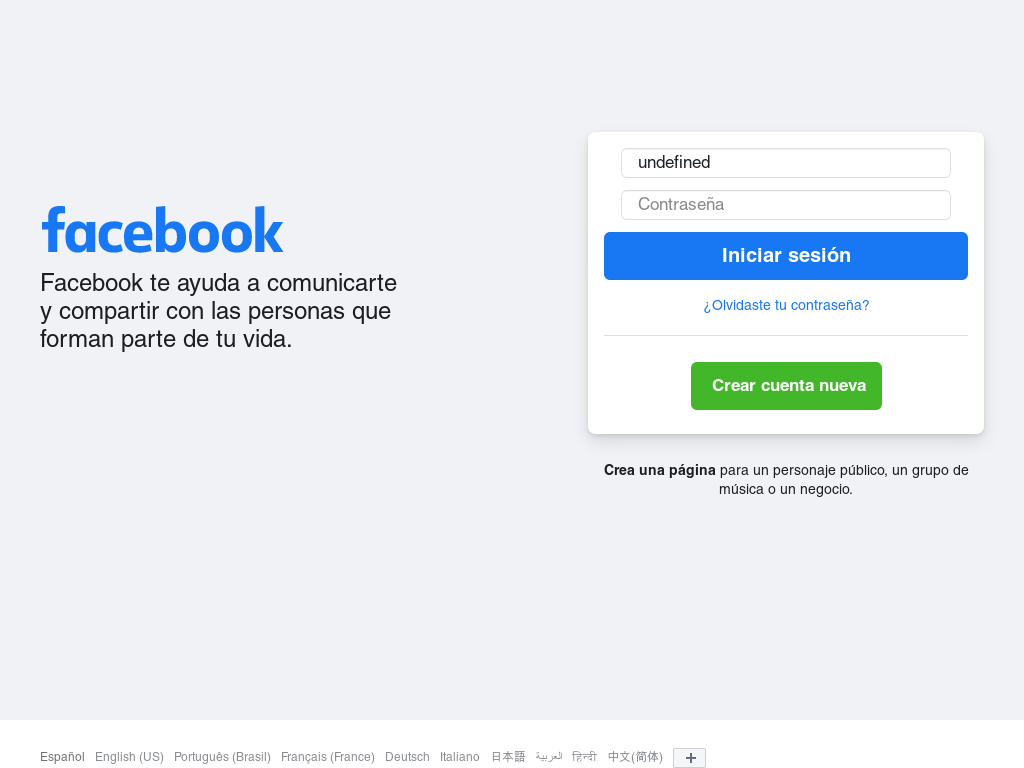 facebook
Facebook te ayuda a comunicarte
y compartir con las personas que
forman parte de tu vida.
undefined
Contraseña
Iniciar sesión
¿Olvidaste tu contraseña?
Crear cuenta nueva
Crea una página para un personaje público, un grupo de
música o un negocio.
Español English (US) Português (Brasil) Français (France) Deutsch Italiano 日本語 العربية हिन्दी 中文(简体)